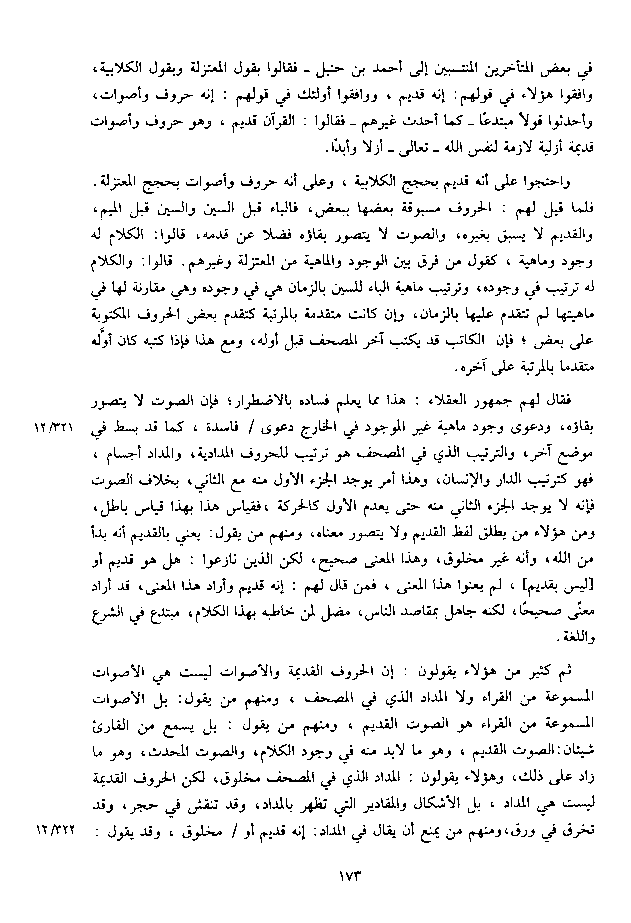 في بعض المتأخرين المنتسبين إلى أحمد بن حنبل ـ فقالوا بقول المعتزلة وبقول الكلابية،
وافقوا هؤلاء في قولهم: إنه قديم ، ووافقوا أولئك في قولهم : إنه حروف وأصوات،
وأحدثوا قولاً مبتدعًا ـ كما أحدث غيرهم ـ فقالوا : القرآن قديم ، وهو حروف وأصوات
قديمة أزلية لازمة لنفس الله ـ تعالى ـ أزلا وأبدًا.
واحتجوا على أنه قديم بحجج الكلابية ، وعلى أنه حروف وأصوات بحجج المعتزلة .
فلما قيل لهم : الحروف مسبوقة بعضها ببعض، فالباء قبل السين والسين قبل الميم،
والقديم لا يسبق بغيره، والصوت لا يتصور بقاؤه فضلا عن قدمه، قالوا: الكلام له
وجود وماهية ، كقول من فرق بين الوجود والماهية من المعتزلة وغيرهم. قالوا: والكلام
له ترتيب في وجوده، وترتيب ماهية الباء للسين بالزمان هي في وجوده وهي مقارنة لها في
ماهيتها لم تتقدم عليها بالزمان، وإن كانت متقدمة بالمرتبة كتقدم بعض الحروف المكتوبة
على بعض ؛ فإن الكاتب قد يكتب آخر المصحف قبل أوله، ومع هذا فإذا كتبه كان أوَّله
متقدما بالمرتبة على آخره.
فقال لهم جمهور العقلاء : هذا مما يعلم فساده بالاضطرار؛ فإن الصوت لا يتصور
بقاؤه، ودعوى وجود ماهية غير الموجود في الخارج دعوى / فاسدة ، كما قد بسط في ١٢/٣٢١
موضع آخر، والترتيب الذي في المصحف هو ترتيب للحروف المدادية، والمداد أجسام ،
فهو كترتيب الدار والإنسان، وهذا أمر يوجد الجزء الأول منه مع الثاني، بخلاف الصوت
فإنه لا يوجد الجزء الثاني منه حتى يعدم الأول كالحركة ، فقياس هذا بهذا قياس باطل،
ومن هؤلاء من يطلق لفظ القديم ولا يتصور معناه، ومنهم من يقول: يعني بالقديم أنه بدأ
من الله، وأنه غير مخلوق، وهذا المعنى صحيح، لكن الذين نازعوا : هل هو قديم أو
[ليس بقديم] ، لم يعنوا هذا المعنى ، فمن قال لهم : إنه قديم وأراد هذا المعنى، قد أراد
معنًى صحيحًا، لكنه جاهل بمقاصد الناس، مضل لمن خاطبه بهذا الكلام، مبتدع في الشرع
واللغة.
ثم كثير من هؤلاء يقولون : إن الحروف القديمة والأصوات ليست هي الأصوات
المسموعة من القراء ولا المداد الذي في المصحف ، ومنهم من يقول: بل الأصوات
المسموعة من القراء هو الصوت القديم ، ومنهم من يقول : بل يسمع من القارئ
شيئان: الصوت القديم ، وهو ما لابد منه في وجود الكلام، والصوت المحدث، وهو ما
زاد على ذلك، وهؤلاء يقولون : المداد الذي في المصحف مخلوق، لكن الحروف القديمة
ليست هي المداد ، بل الأشكال والمقادير التي تظهر بالمداد، وقد تنقش في حجر، وقد
تخرق في ورق، ومنهم من يمنع أن يقال في المداد: إنه قديم أو / مخلوق ، وقد يقول : ١٢/٣٢٢
١٧٣